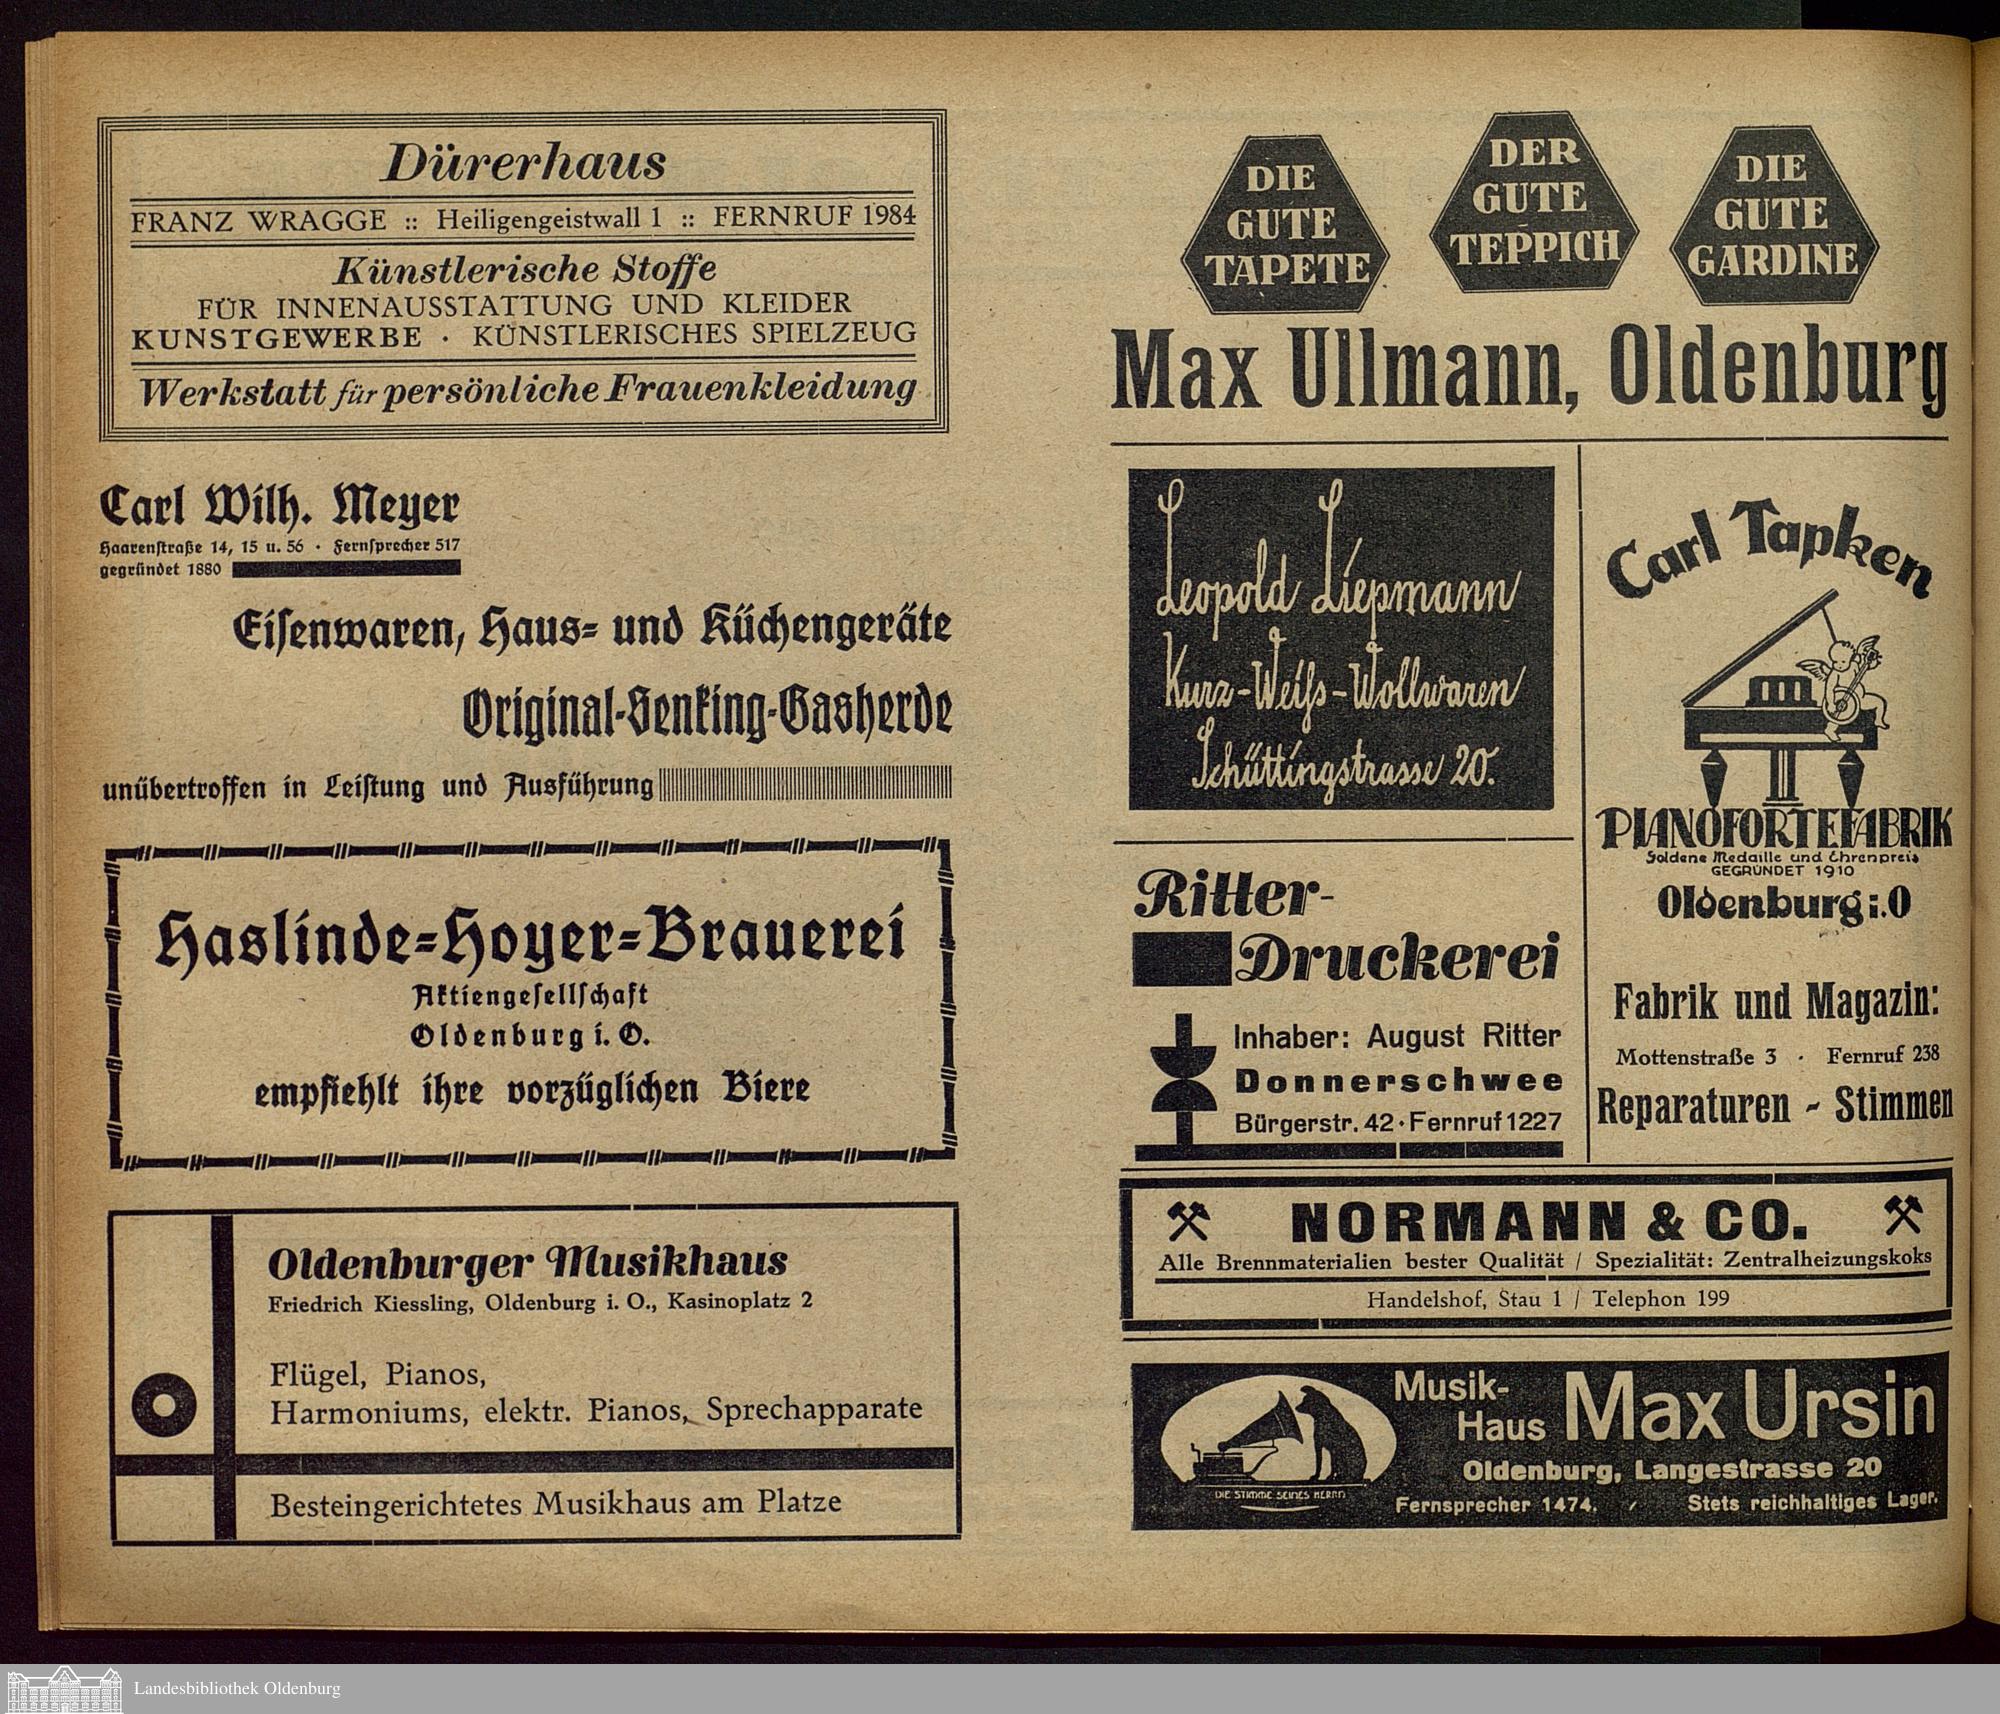 Dürerhaus
FRANZ WRAGGE :: Heiligengeistwall 1 :: FERNRUF 1984
Künstlerische Stoffe
FÜR INNENAUSSTATTUNG UND KLEIDER
KUNSTGEWERBE · KÜNSTLERISCHES SPIELZEUG
Werkstatt für persönliche Frauenkleidung
Carl Wilh. Meyer
Haarenſtraße 14, 15 u. 56 · Fernſprecher 517
gegründet 1880
Eiſenwaren, Haus- und Küchengeräte
Original-Senking-Gasherde
unübertroffen in Leiſtung und Ausführung
Haslinde-Hoyer-Brauerei
Aktiengeſellſchaft
Oldenburg i. O.
empfiehlt ihre vorzüglichen Biere
Oldenburger Musikhaus
Friedrich Kiessling, Oldenburg i. O., Kasinoplatz 2
Flügel, Pianos,
Harmoniums, elektr. Pianos, Sprechapparate
Besteingerichtetes Musikhaus am Platze
DIE
GUTE
TAPETE
DER
GUTE
TEPPICH
DIE
GUTE
GARDINE
Max Ullmann, Oldenburg
Leopold Liepmann
Kurz-Weiſs-Wollwaren
Schüttingstrasse 20.
Carl Tapken
PIANOFORTEFABRIK
Goldene Medaille und Ehrenpreis
GEGRÜNDET 1910
Oldenburg i.O
Fabrik und Magazin:
Mottenstraße 3 · Fernruf 238
Reparaturen - Stimmen
Ritter-
Druckerei
Inhaber: August Ritter
Donnerschwee
Bürgerstr. 42 · Fernruf 1227
NORMANN & CO.
Alle Brennmaterialien bester Qualität / Spezialität: Zentralheizungskoks
Handelshof, Stau 1 / Telephon 199
Musik-
Haus Max Ursin
Oldenburg, Langestrasse 20
DIE STIMME SEINES HERRN
Fernsprecher 1474. / Stets reichhaltiges Lager.
Landesbibliothek Oldenburg